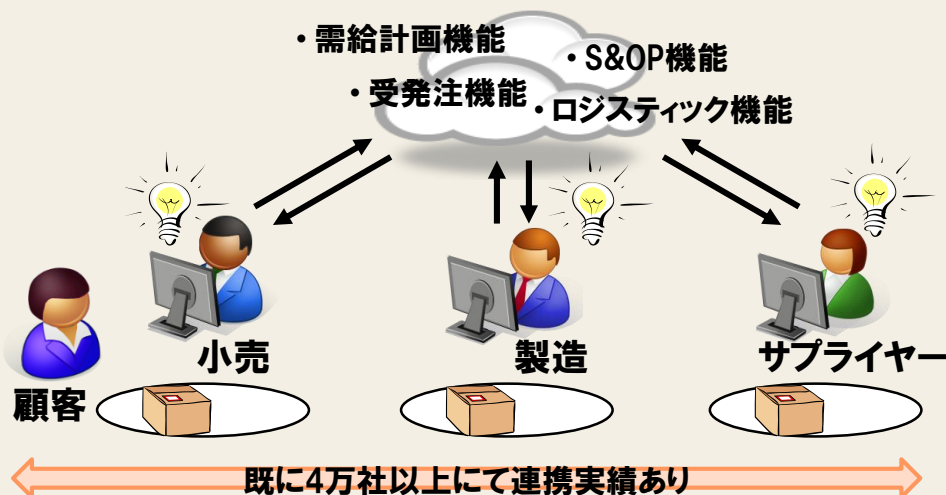 ・需給計画機能
・S&OP機能
・受発注機能
・ロジスティック機能
小売
製造
サプライヤー
顧客
既に4万社以上にて連携実績あり